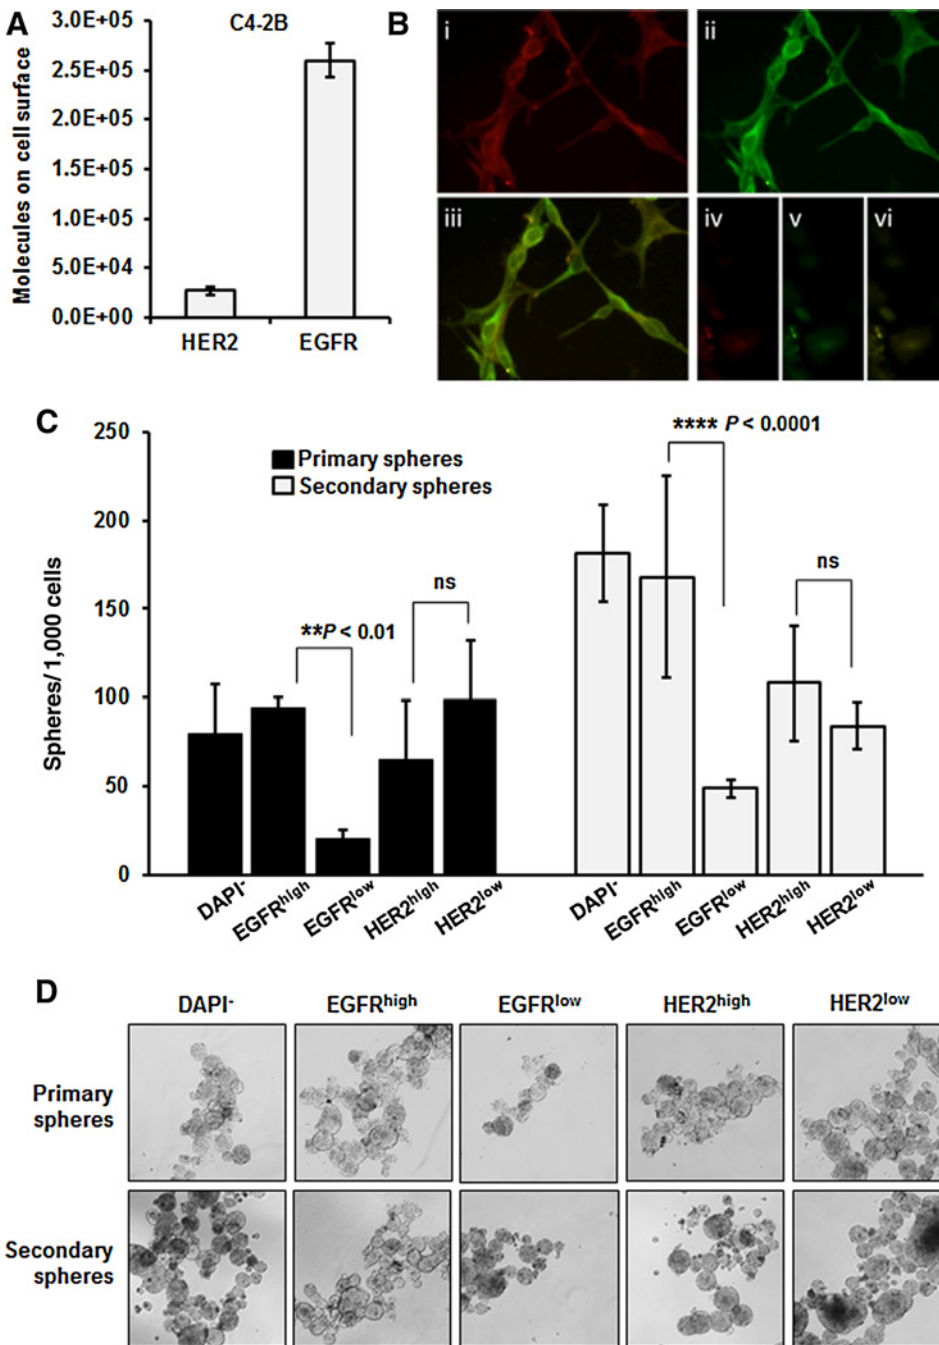 A
C4-2B
Molecules on cell surface
3.0E+05
2.5E+05
2.0E+05
1.5E+05
1.0E+05
5.0E+04
0.0E+00
HER2 EGFR
B
i ii
iii iv v vi
C
Spheres/ 1,000 cells
250
200
150
100
50
0
Primary spheres
Secondary spheres
**P < 0.01
ns
**** P < 0.0001
ns
DAPI- EGFRhigh EGFRlow HER2high HER2low
DAPI- EGFRhigh EGFRlow HER2high HER2low
D
DAPI- EGFRhigh EGFRlow HER2high HER2low
Primary
spheres
Secondary
spheres